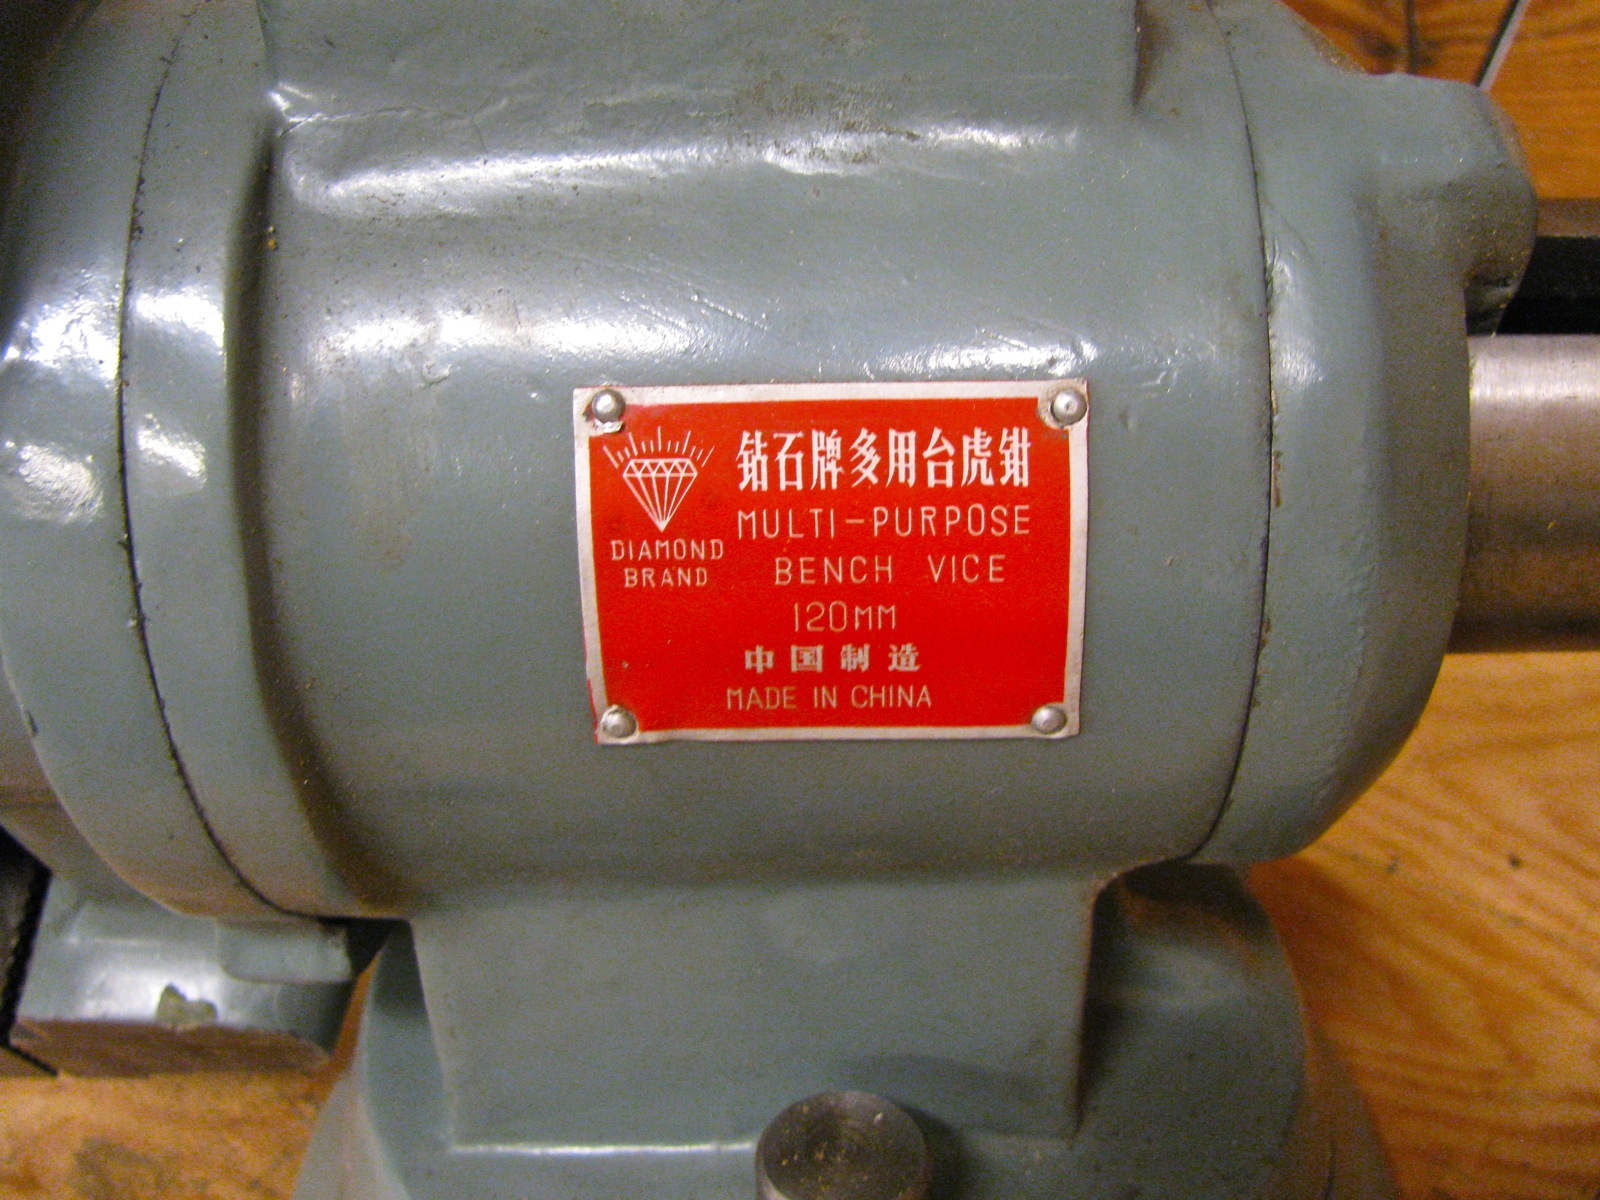 钻石牌多用台虎钳
MULTI-PURPOSE
BENCH VICE
120MM
DIAMOND
BRAND
中国制造
MADE IN CHINA